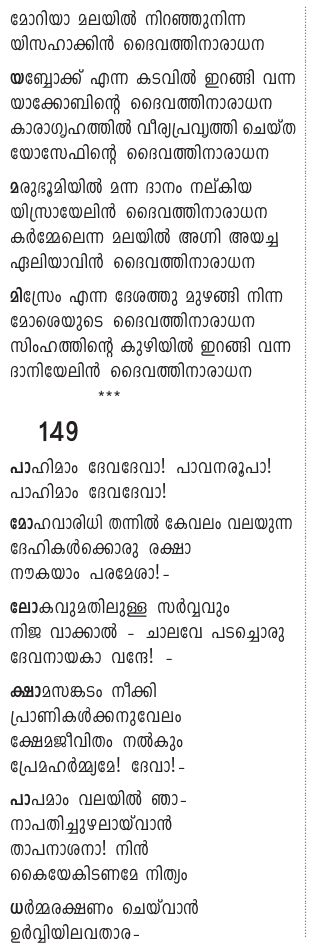 മോറിയാ മലയിൽ നിറഞ്ഞുനിന്ന
യിസഹാക്കിൻ ദൈവത്തിനാരാധന
യബ്ബോക്ക് എന്ന കടവിൽ ഇറങ്ങി വന്ന
യാക്കോബിന്റെ ദൈവത്തിനാരാധന
കാരാഗൃഹത്തിൽ വീര്യപ്രവൃത്തി ചെയ്ത
യോസേഫിന്റെ ദൈവത്തിനാരാധന
മരുഭൂമിയിൽ മന്ന ദാനം നല്കിയ
യിസ്രായേലിൻ ദൈവത്തിനാരാധന
കർമ്മേലെന്ന മലയിൽ അഗ്നി അയച്ച
ഏലിയാവിൻ ദൈവത്തിനാരാധന
മിസ്രേം എന്ന ദേശത്തു മുഴങ്ങി നിന്ന
മോശെയുടെ ദൈവത്തിനാരാധന
സിംഹത്തിന്റെ കുഴിയിൽ ഇറങ്ങി വന്ന
ദാനിയേലിൻ ദൈവത്തിനാരാധന
***
149
പാഹിമാം ദേവദേവാ! പാവനരൂപാ!
പാഹിമാം ദേവദേവാ!
മോഹവാരിധി തന്നിൽ കേവലം വലയുന്ന
ദേഹികൾക്കൊരു രക്ഷാ
നൗകയാം പരമേശാ!-
ലോകവുമതിലുള്ള സർവ്വവും
നിജ വാക്കാൽ - ചാലവേ പടച്ചൊരു
ദേവനായകാ വന്ദേ! -
ക്ഷാമസങ്കടം നീക്കി
പ്രാണികൾക്കനുവേലം
ക്ഷേമജീവിതം നൽകും
പ്രേമഹർമ്മ്യമേ! ദേവാ!-
പാപമാം വലയിൽ ഞാ-
നാപതിച്ചുഴലായ്‌വാൻ
താപനാശനാ! നിൻ
കൈയേകിടണമേ നിത്യം
ധർമ്മരക്ഷണം ചെയ്‌വാൻ
ഉർവ്വിയിലവതാര-